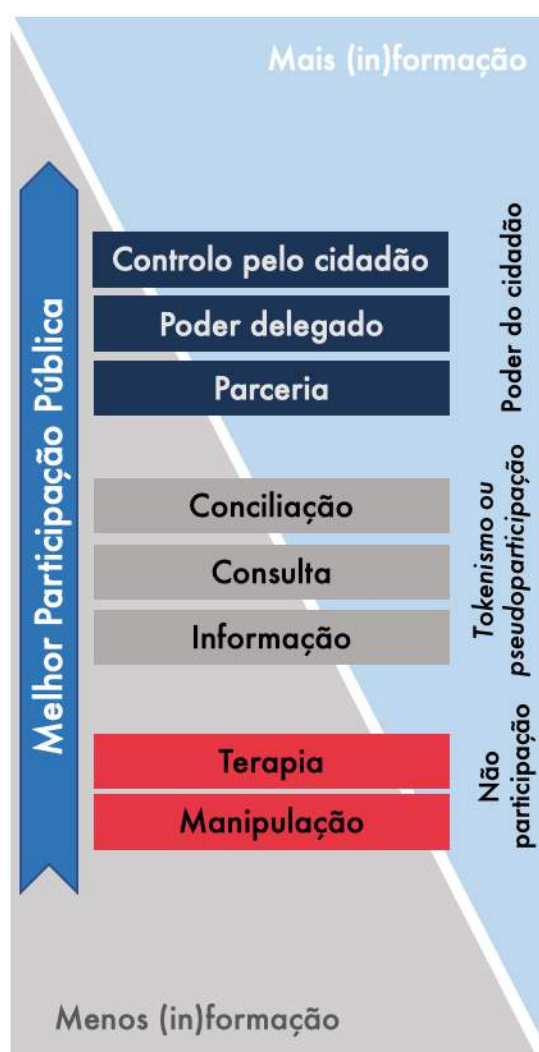 Mais (in)formação
Melhor Participação Pública
Controlo pelo cidadão
Poder delegado
Parceria
Poder do cidadão
Conciliação
Consulta
Informação
Tokenismo ou
pseudoparticipação
Terapia
Manipulação
Não
participação
Menos (in)formação